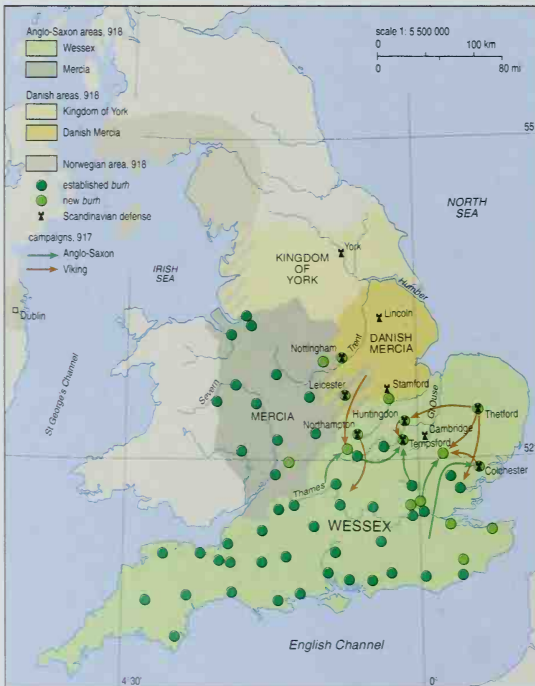 Anglo-Saxon areas, 918
Wessex
Mercia
Danish areas, 918
Kingdom of York
Danish Mercia
Norwegian area, 918
established burh
new burh
Scandinavian defense
campaigns, 917
Anglo-Saxon
Viking
scale 1: 5 500 000
0 100 km
0 80 mi
55
NORTH
SEA
York
KINGDOM
OF
YORK
IRISH
SEA
Humber
Dublin
Lincoln
DANISH
MERCIA
Nottingham
Trent
St George's Channel
Severn
Leicester
Stamford
MERCIA
Huntingdon
G. Ouse
Thetford
Northampton
Cambridge
Tempsford
52
Colchester
Thames
WESSEX
English Channel
4 30'
0°